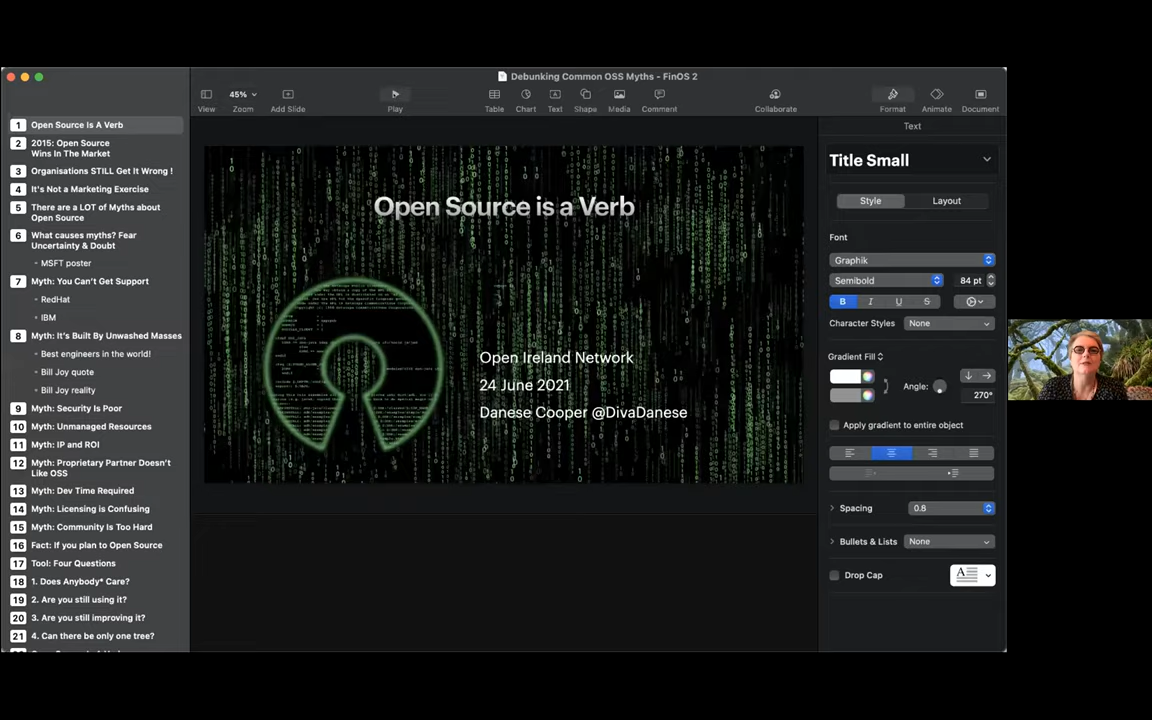 Debunking Common OSS Myths - FinOS 2
45%
View
Zoom
Add Slide
Play
Table
Chart
Text
Shape
Media
Comment
Collaborate
Format
Animate
Document
1 Open Source Is A Verb
2 2015: Open Source
Wins In The Market
3 Organisations STILL Get It Wrong !
4 It's Not a Marketing Exercise
5 There are a LOT of Myths about
Open Source
6 What causes myths? Fear
Uncertainty & Doubt
• MSFT poster
7 Myth: You Can't Get Support
• RedHat
• IBM
8 Myth: It's Built By Unwashed Masses
• Best engineers in the world!
• Bill Joy quote
• Bill Joy reality
9 Myth: Security Is Poor
10 Myth: Unmanaged Resources
11 Myth: IP and ROI
12 Myth: Proprietary Partner Doesn't
Like OSS
13 Myth: Dev Time Required
14 Myth: Licensing is Confusing
15 Myth: Community Is Too Hard
16 Fact: If you plan to Open Source
17 Tool: Four Questions
18 1. Does Anybody* Care?
19 2. Are you still using it?
20 3. Are you still improving it?
21 4. Can there be only one tree?
Open Source is a Verb
Open Ireland Network
24 June 2021
Danese Cooper @DivaDanese
Text
Title Small
Style
Layout
Font
Graphik
Semibold
84 pt
B I U S
Character Styles
None
Gradient Fill
Angle:
270°
Apply gradient to entire object
Spacing
0.8
Bullets & Lists
None
Drop Cap
A